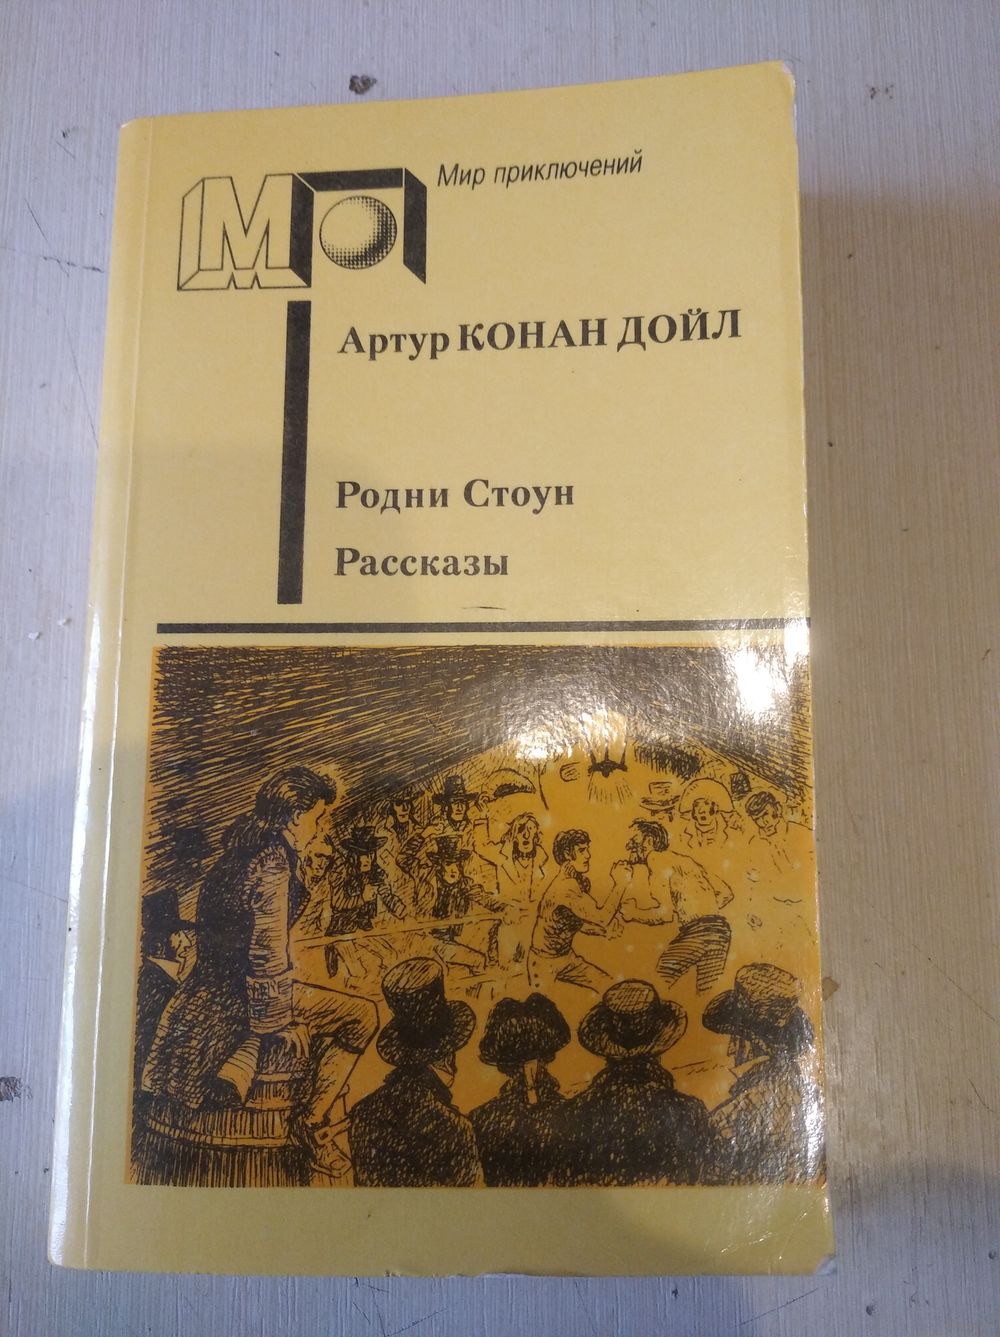 МП
Мир приключений
Артур КОНАН ДОЙЛ
Родни Стоун
Рассказы